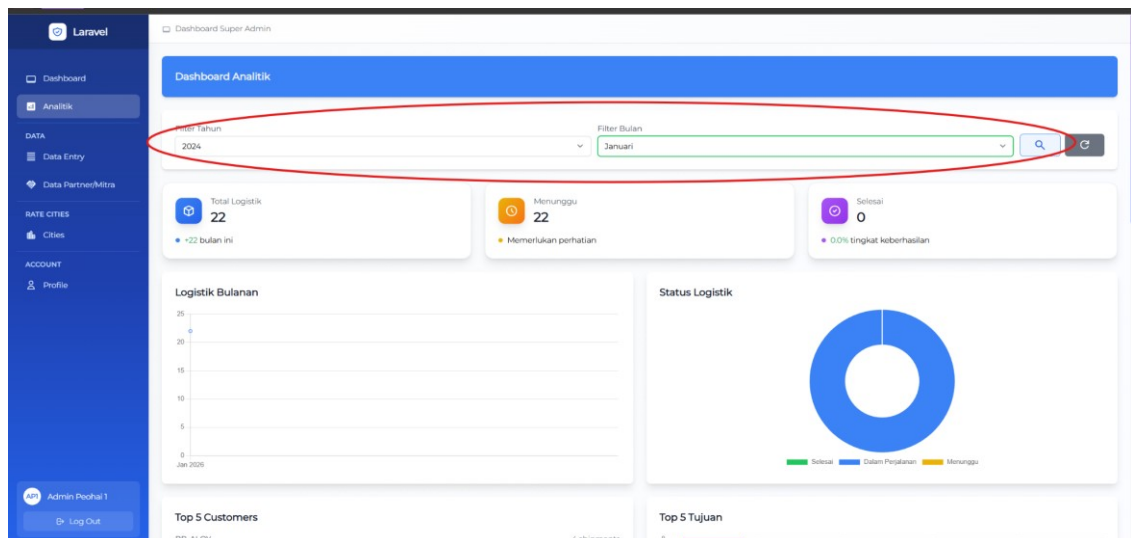 Laravel
Dashboard
Analitik
DATA
Data Entry
Data Partner/Mitra
RATE CITIES
Cities
ACCOUNT
Profile
API
Admin Peohai 1
Log Out
Dashboard Super Admin
Dashboard Analitik
Filter Tahun
2024
Filter Bulan
Januari
Total Logistik
22
+22 bulan ini
Menunggu
22
Memerlukan perhatian
Selesai
0
0.0% tingkat keberhasilan
Logistik Bulanan
25
20
15
10
5
0
Jan 2026
Status Logistik
Selesai Dalam Perjalanan Menunggu
Top 5 Customers
Top 5 Tujuan